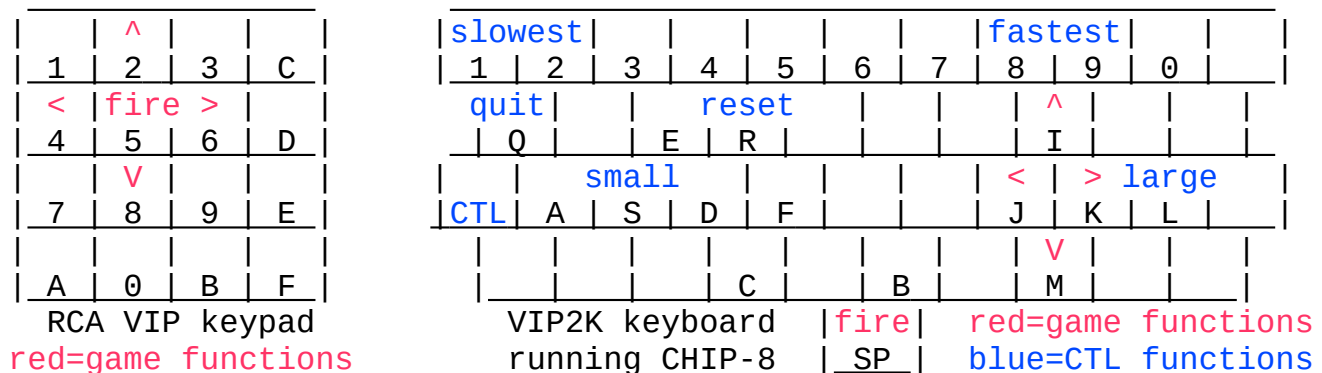 ^ slowest fastest
1 2 3 C 1 2 3 4 5 6 7 8 9 0
< fire > quit reset ^
4 5 6 D Q E R I
V small < > large
7 8 9 E CTL A S D F J K L
V
A 0 B F C B M
RCA VIP keypad VIP2K keyboard fire red=game functions
red=game functions running CHIP-8 SP blue=CTL functions